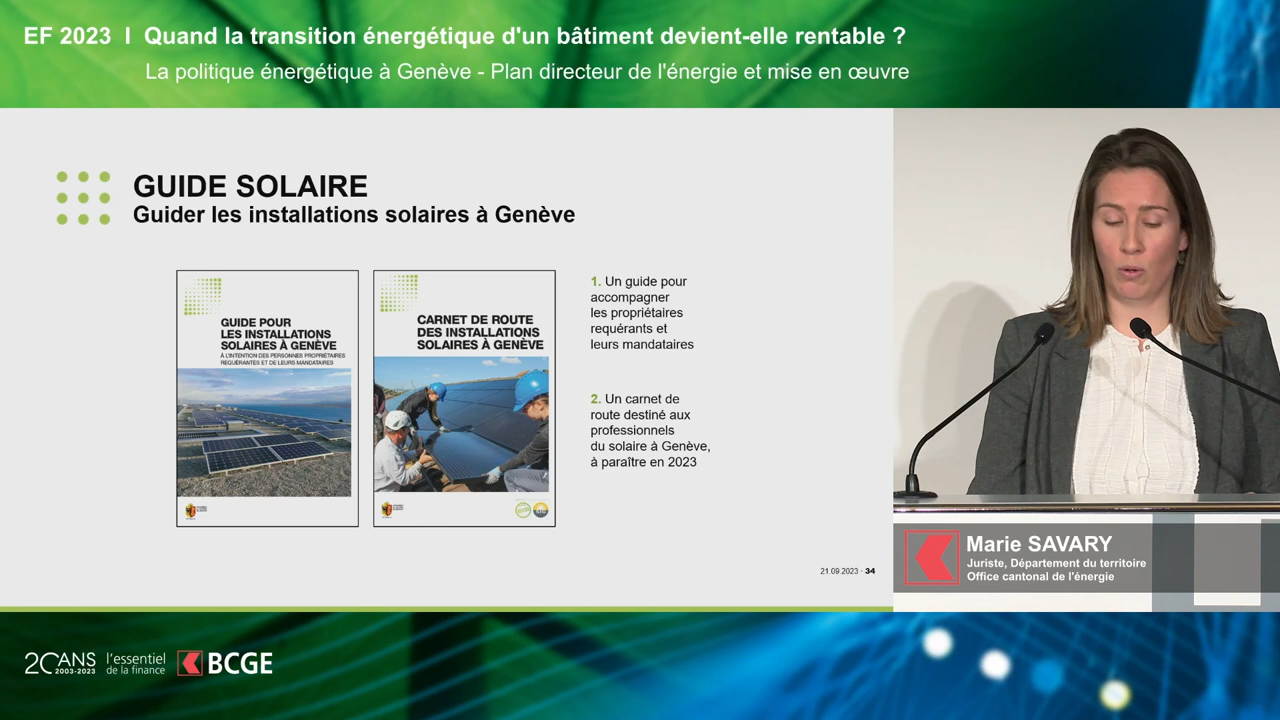 EF 2023 I Quand la transition énergétique d'un bâtiment devient-elle rentable ?
La politique énergétique à Genève - Plan directeur de l'énergie et mise en œuvre
GUIDE SOLAIRE
Guider les installations solaires à Genève
GUIDE POUR
LES INSTALLATIONS
SOLAIRES À GENÈVE
À L'INTENTION DES PERSONNES PROPRIÉTAIRES
REQUÉRANTES ET DE LEURS MANDATAIRES
CARNET DE ROUTE
DES INSTALLATIONS
SOLAIRES À GENÈVE
1. Un guide pour
accompagner
les propriétaires
requérants et
leurs mandataires
2. Un carnet de
route destiné aux
professionnels
du solaire à Genève,
à paraître en 2023
21.09.2023 · 34
Marie SAVARY
Juriste, Département du territoire
Office cantonal de l'énergie
20 ANS
2003-2023
l'essentiel
de la finance
BCGE